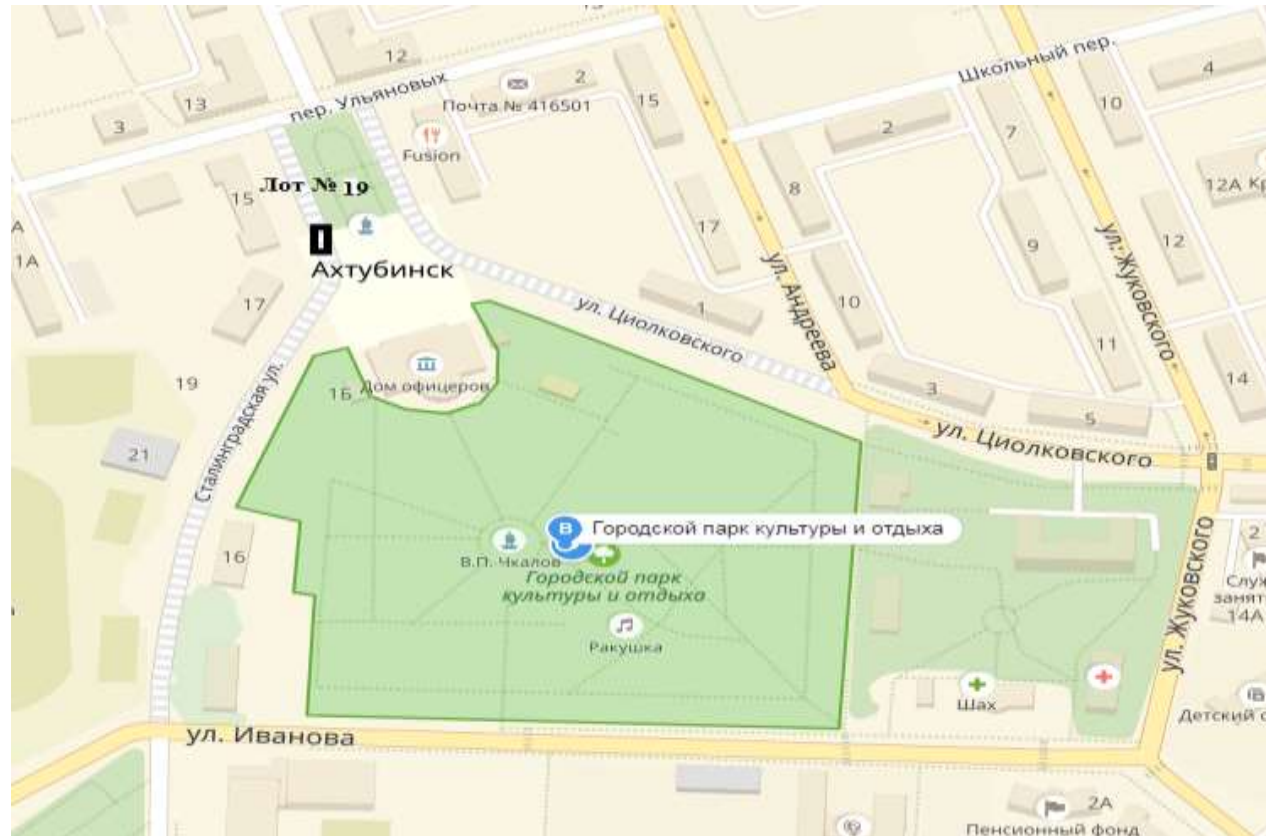 12
2
Школьный пер.
4
13
пер. Ульяновых
Почта № 416501
15
10
3
Fusion
2
7
Лот № 19
15
8
12А
17
1А
Ахтубинск
ул. Андреева
9
ул. Жуковского
12
17
ул. Циолковского
1
10
11
19
16
Дом офицеров
3
14
5
Сталинградская ул.
21
ул. Циолковского
В
Городской парк культуры и отдыха
16
В.П. Чкалов
Городской парк
культуры и отдыха
2
14А
Ракушка
ул. Жуковского
Шах
ул. Иванова
2А
Пенсионный фонд